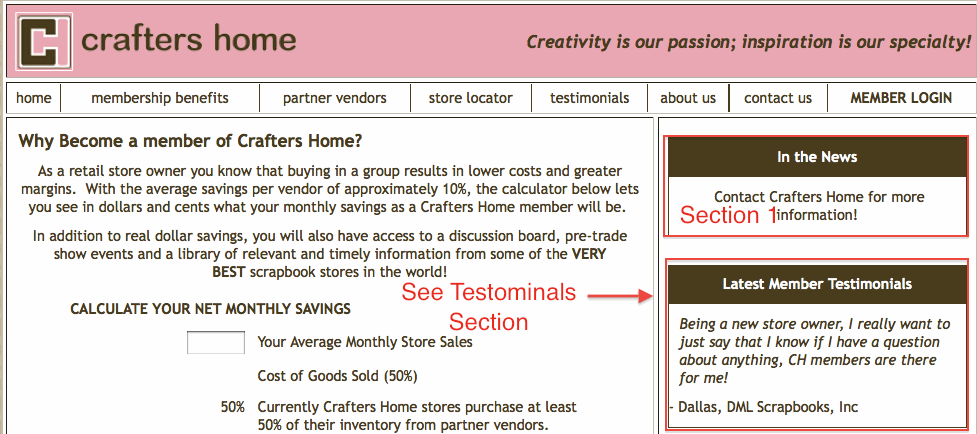 CH crafters home
Creativity is our passion; inspiration is our specialty!
home membership benefits partner vendors store locator testimonials about us contact us MEMBER LOGIN
Why Become a member of Crafters Home?
As a retail store owner you know that buying in a group results in lower costs and greater
margins. With the average savings per vendor of approximately 10%, the calculator below lets
you see in dollars and cents what your monthly savings as a Crafters Home member will be.
In addition to real dollar savings, you will also have access to a discussion board, pre-trade
show events and a library of relevant and timely information from some of the VERY
BEST scrapbook stores in the world!
See Testominals
Section
CALCULATE YOUR NET MONTHLY SAVINGS
Your Average Monthly Store Sales
Cost of Goods Sold (50%)
50% Currently Crafters Home stores purchase at least
50% of their inventory from partner vendors.
In the News
Contact Crafters Home for more
information!
Section 1
Latest Member Testimonials
Being a new store owner, I really want to
just say that I know if I have a question
about anything, CH members are there
for me!
- Dallas, DML Scrapbooks, Inc